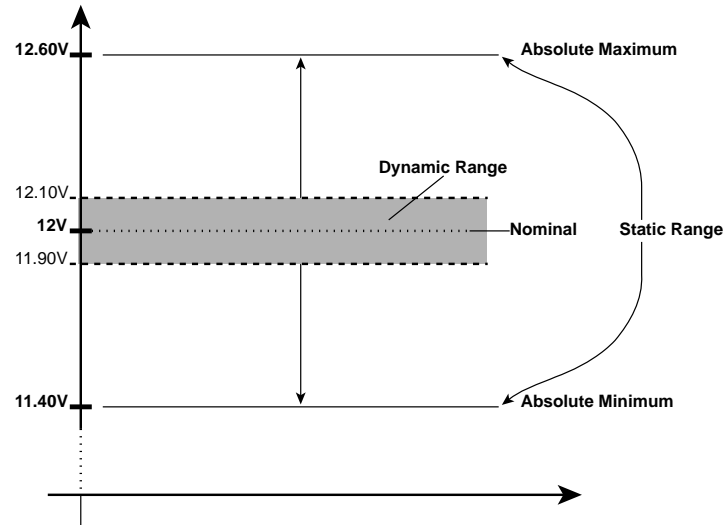 12.60V
Absolute Maximum
Dynamic Range
12.10V
12V
Nominal
Static Range
11.90V
11.40V
Absolute Minimum